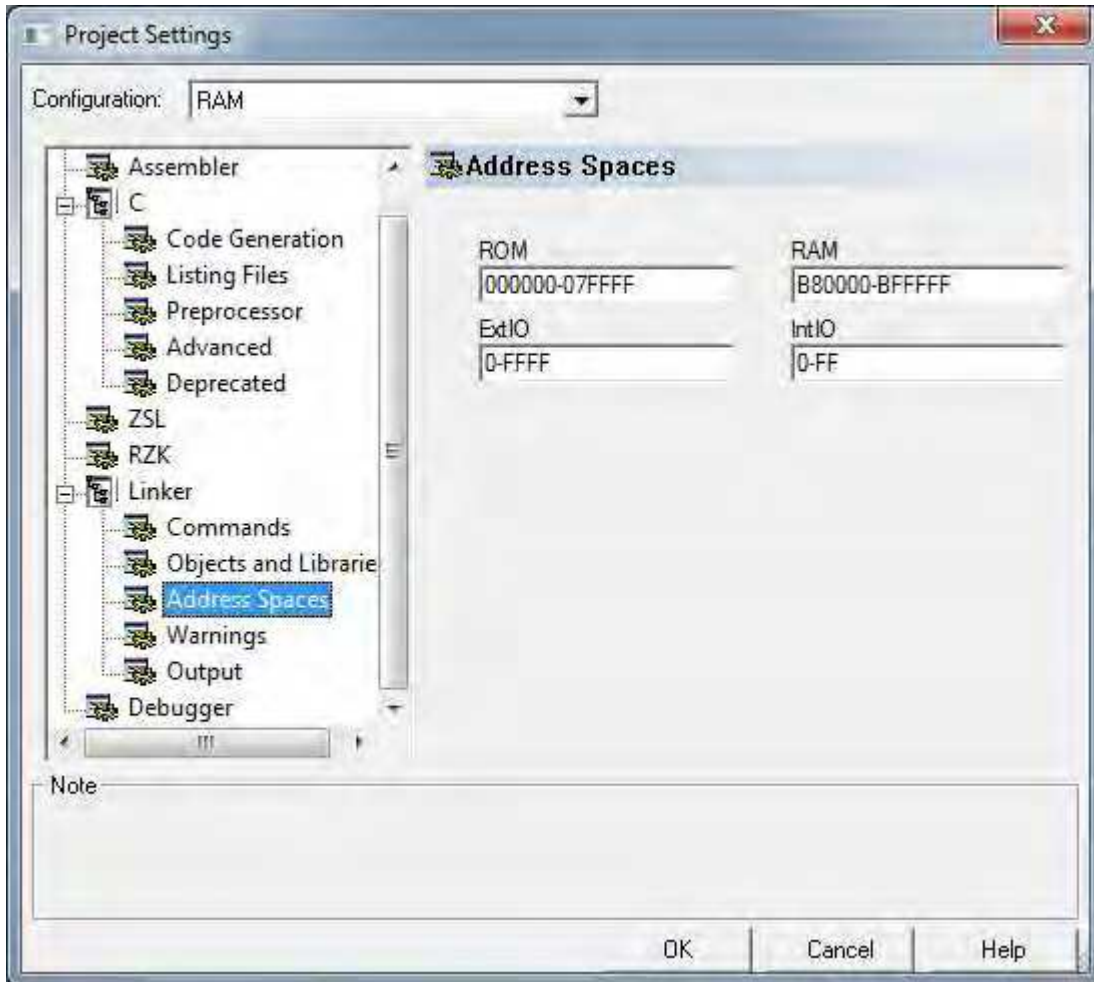 Project Settings
Configuration: RAM
Assembler
C
Code Generation
Listing Files
Preprocessor
Advanced
Deprecated
ZSL
RZK
Linker
Commands
Objects and Librarie
Address Spaces
Warnings
Output
Debugger
Address Spaces
ROM
000000-07FFFF
RAM
B80000-BFFFFF
ExtIO
0-FFFF
IntIO
0-FF
Note
OK
Cancel
Help